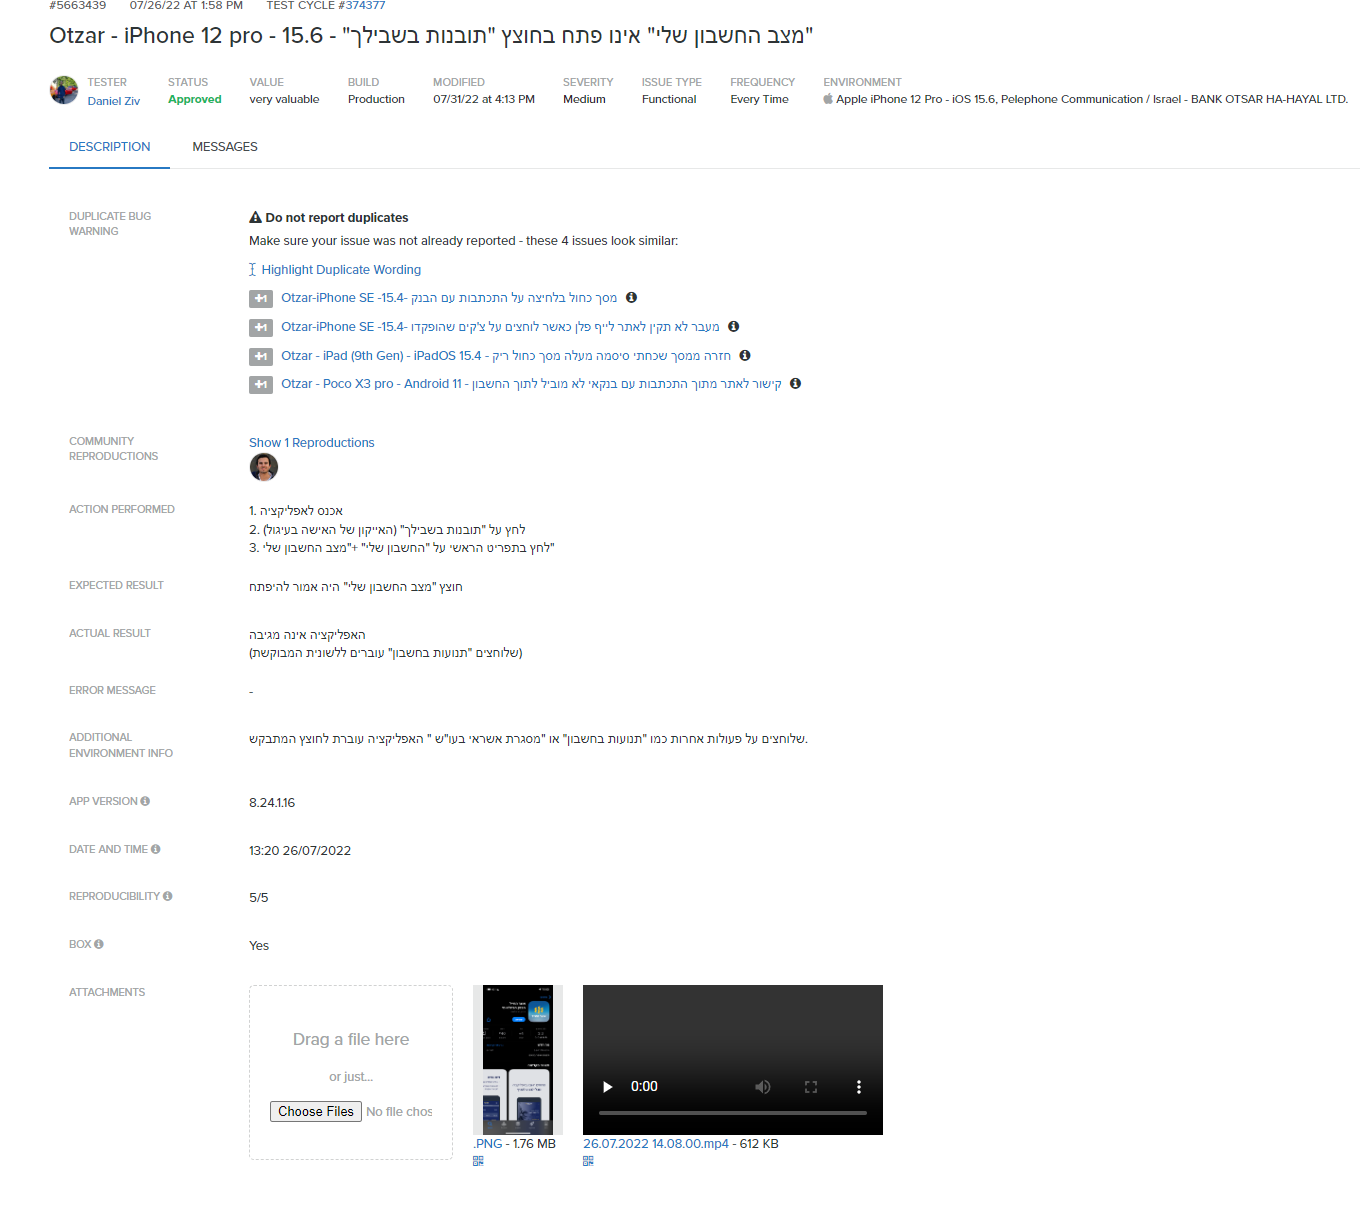 #5663439 07/26/22 AT 1:58 PM TEST CYCLE #374377
Otzar - iPhone 12 pro - 15.6 - "מצב החשבון שלי" אינו פתח בחוצץ "תובנות בשבילך"
TESTER STATUS VALUE BUILD MODIFIED SEVERITY ISSUE TYPE FREQUENCY ENVIRONMENT
Daniel Ziv Approved very valuable Production 07/31/22 at 4:13 PM Medium Functional Every Time Apple iPhone 12 Pro - iOS 15.6, Pelephone Communication / Israel - BANK OTSAR HA-HAYAL LTD.
DESCRIPTION MESSAGES
DUPLICATE BUG WARNING
Do not report duplicates
Make sure your issue was not already reported - these 4 issues look similar:
Highlight Duplicate Wording
+1 Otzar-iPhone SE -15.4- מסך כחול בלחיצה על התכתבות עם הבנק
+1 Otzar-iPhone SE -15.4- מעבר לא תקין לאתר לייף פלן כאשר לוחצים על צ'קים שהופקדו
+1 Otzar - iPad (9th Gen) - iPadOS 15.4 - חזרה ממסך שכחתי סיסמה מעלה מסך כחול ריק
+1 Otzar - Poco X3 pro - Android 11 - קישור לאתר מתוך התכתבות עם בנקאי לא מוביל לתוך החשבון
COMMUNITY REPRODUCTIONS
Show 1 Reproductions
ACTION PERFORMED
1. אכנס לאפליקציה
2. לחץ על "תובנות בשבילך" (האייקון של האישה בעיגול)
3. לחץ בתפריט הראשי על "החשבון שלי" +"מצב החשבון שלי"
EXPECTED RESULT
חוצץ "מצב החשבון שלי" היה אמור להיפתח
ACTUAL RESULT
האפליקציה אינה מגיבה
(שלוחצים "תנועות בחשבון" עוברים ללשונית המבוקשת)
ERROR MESSAGE
-
ADDITIONAL ENVIRONMENT INFO
שלוחצים על פעולות אחרות כמו "תנועות בחשבון" או "מסגרת אשראי בעו"ש " האפליקציה עוברת לחוצץ המתבקש.
APP VERSION
8.24.1.16
DATE AND TIME
13:20 26/07/2022
REPRODUCIBILITY
5/5
BOX
Yes
ATTACHMENTS
Drag a file here
or just...
Choose Files No file chos
0:00
.PNG - 1.76 MB
26.07.2022 14.08.00.mp4 - 612 KB